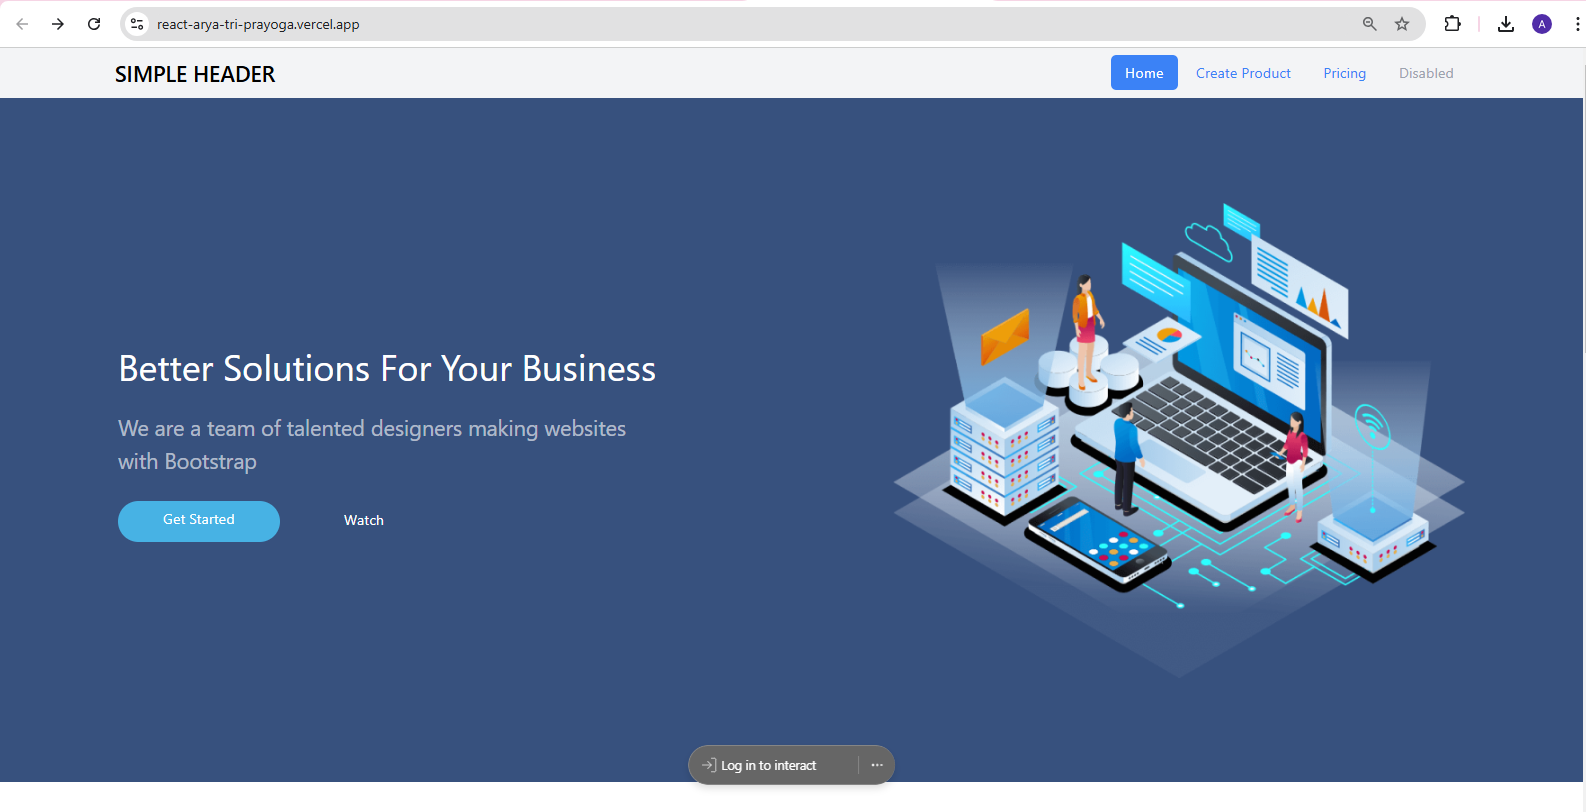 react-arya-tri-prayoga.vercel.app
A
SIMPLE HEADER
Home
Create Product
Pricing
Disabled
Better Solutions For Your Business
We are a team of talented designers making websites
with Bootstrap
Get Started
Watch
Log in to interact